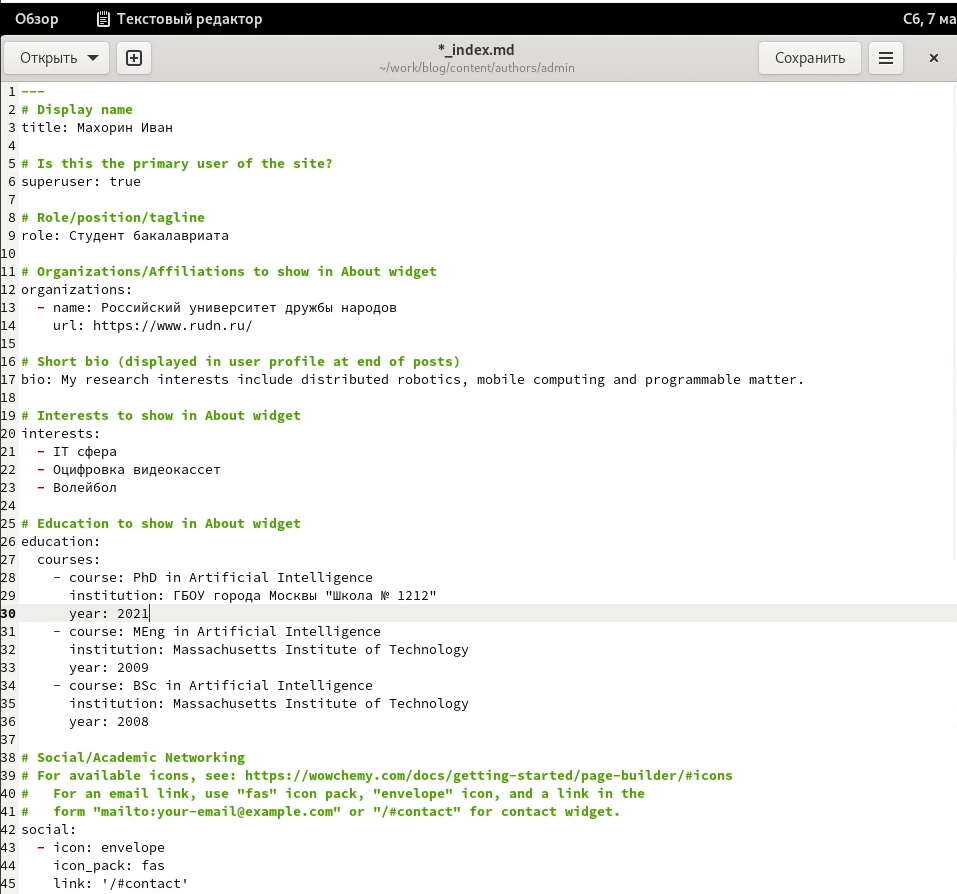 Обзор Текстовый редактор Сб, 7 ма
Открыть *_index.md Сохранить
~/work/blog/content/authors/admin
1 ---
2 # Display name
3 title: Махорин Иван
4
5 # Is this the primary user of the site?
6 superuser: true
7
8 # Role/position/tagline
9 role: Студент бакалавриата
10
11 # Organizations/Affiliations to show in About widget
12 organizations:
13   - name: Российский университет дружбы народов
14     url: https://www.rudn.ru/
15
16 # Short bio (displayed in user profile at end of posts)
17 bio: My research interests include distributed robotics, mobile computing and programmable matter.
18
19 # Interests to show in About widget
20 interests:
21   - IT сфера
22   - Оцифровка видеокассет
23   - Волейбол
24
25 # Education to show in About widget
26 education:
27   courses:
28     - course: PhD in Artificial Intelligence
29       institution: ГБОУ города Москвы "Школа № 1212"
30       year: 2021
31     - course: MEng in Artificial Intelligence
32       institution: Massachusetts Institute of Technology
33       year: 2009
34     - course: BSc in Artificial Intelligence
35       institution: Massachusetts Institute of Technology
36       year: 2008
37
38 # Social/Academic Networking
39 # For available icons, see: https://wowchemy.com/docs/getting-started/page-builder/#icons
40 #   For an email link, use "fas" icon pack, "envelope" icon, and a link in the
41 #   form "mailto:your-email@example.com" or "/#contact" for contact widget.
42 social:
43   - icon: envelope
44     icon_pack: fas
45     link: '/#contact'